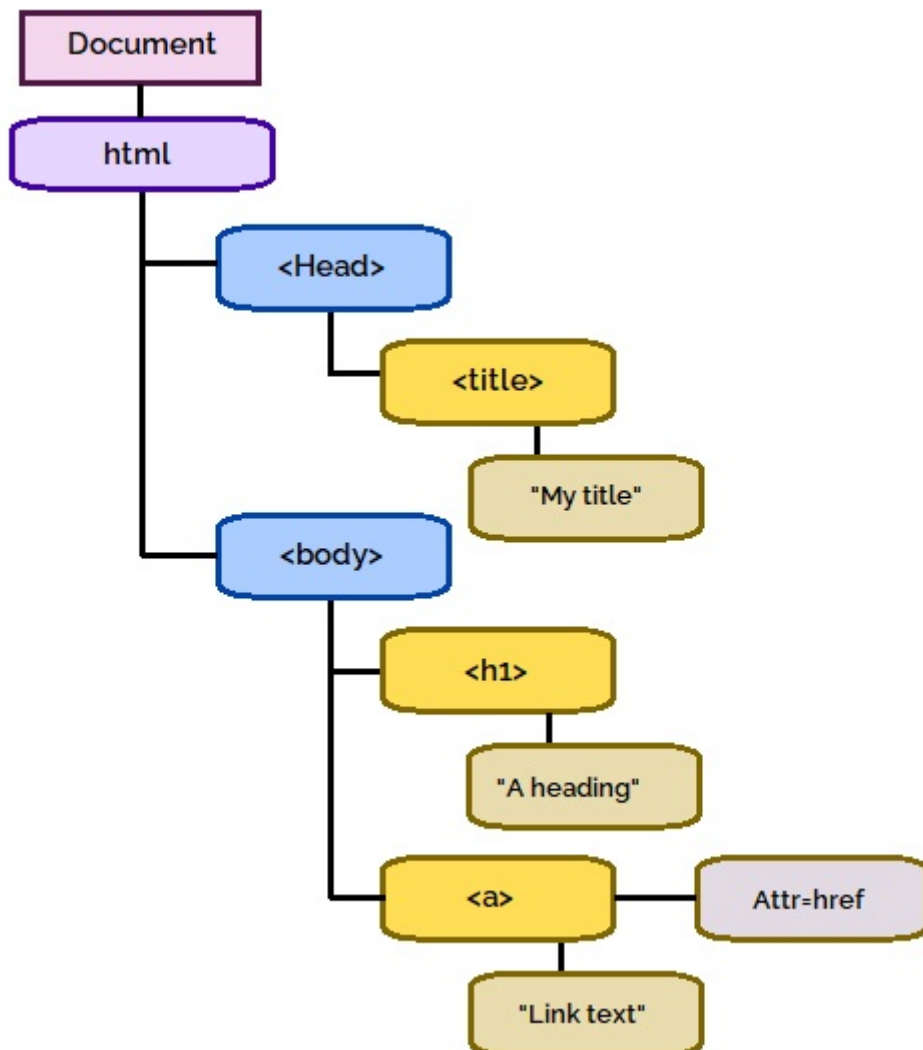 Document
html
<Head>
<title>
"My title"
<body>
<h1>
"A heading"
<a>
Attr=href
"Link text"